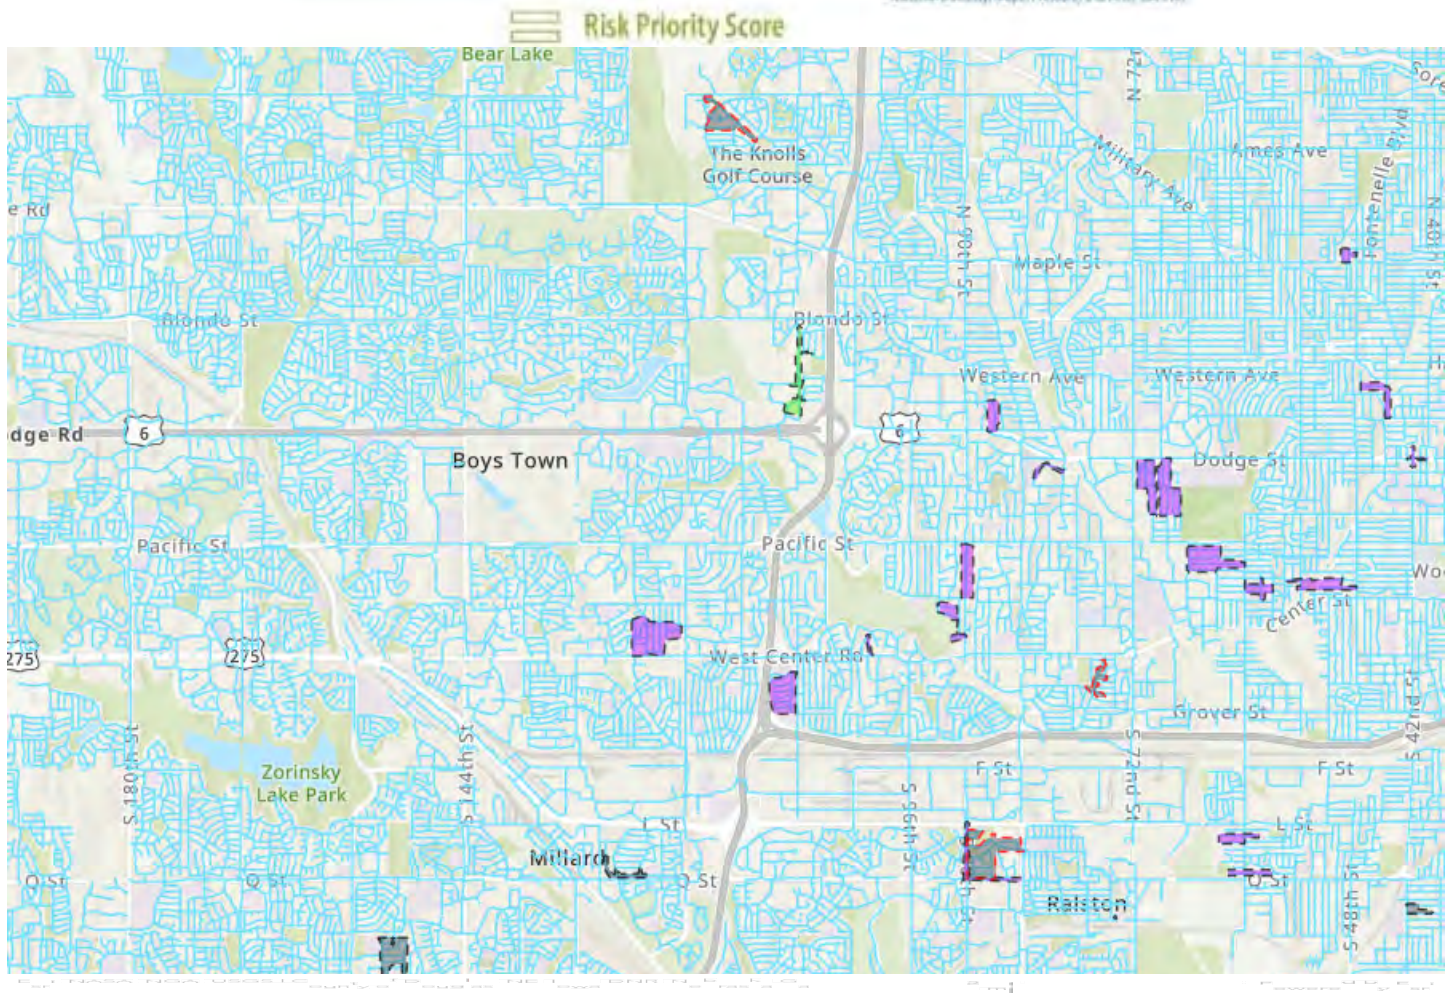 Risk Priority Score
Bear Lake
N 72n
Sore
The Knolls
Golf Course
Military Ave
Ames Ave
Fontenelle Blvd
e Rd
N 90th St
N 40th St
Maple St
Blondo St
Blondo St
Western Ave
Western Ave
H
dge Rd
6
6
Boys Town
Dodge St
Pacific St
Pacific St
Woo
Center St
275
275
West Center Rd
Grover St
S 42nd St
S 180th St
S 144th St
S 72nd St
Zorinsky
Lake Park
F St
F St
S 96th St
L St
L St
Millard
Q St
Q St
Q St
Q St
Ralston
S 48th St